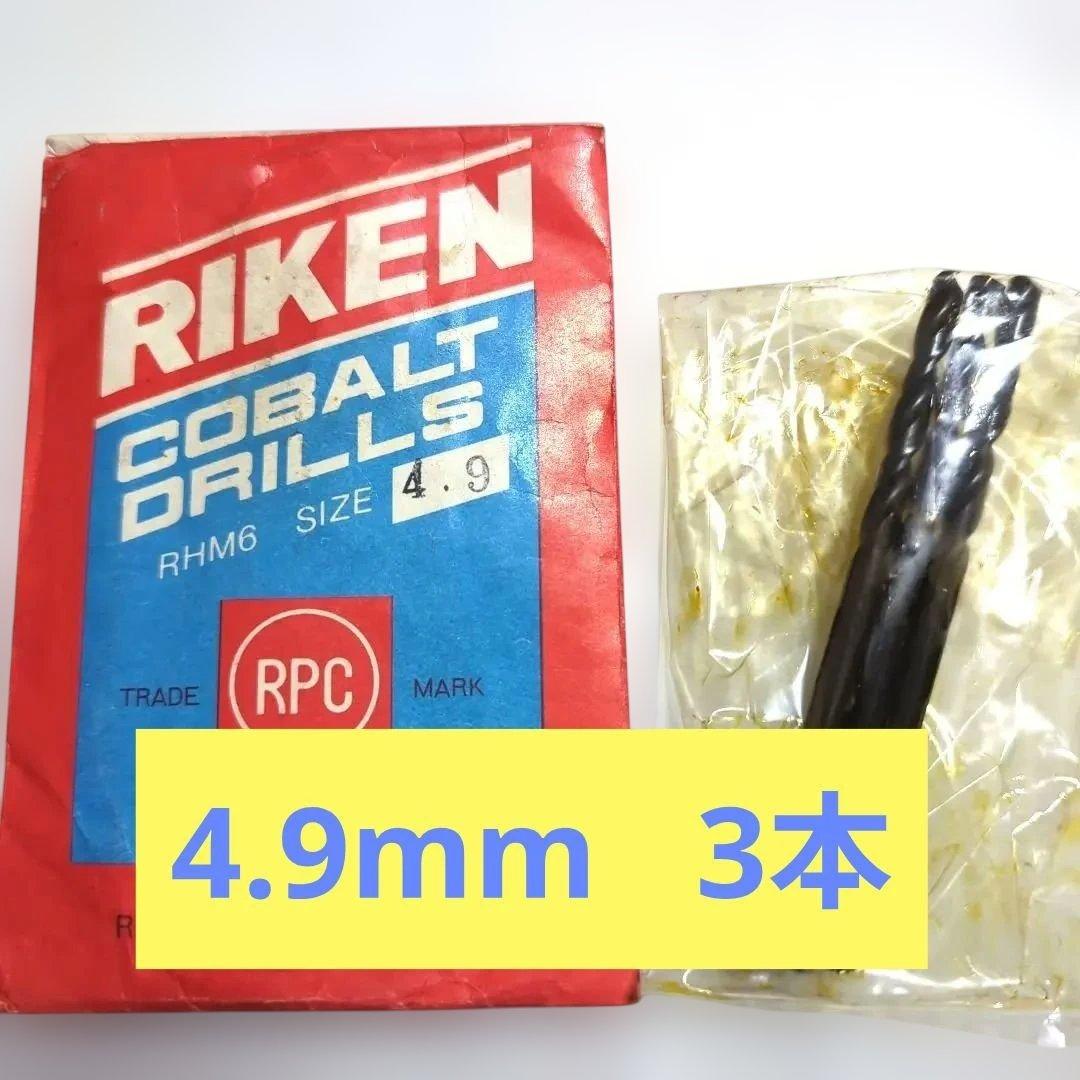 RIKEN
COBALT
DRILLS
RHM6 SIZE 4.9
RPC
TRADE MARK
4.9mm 3本